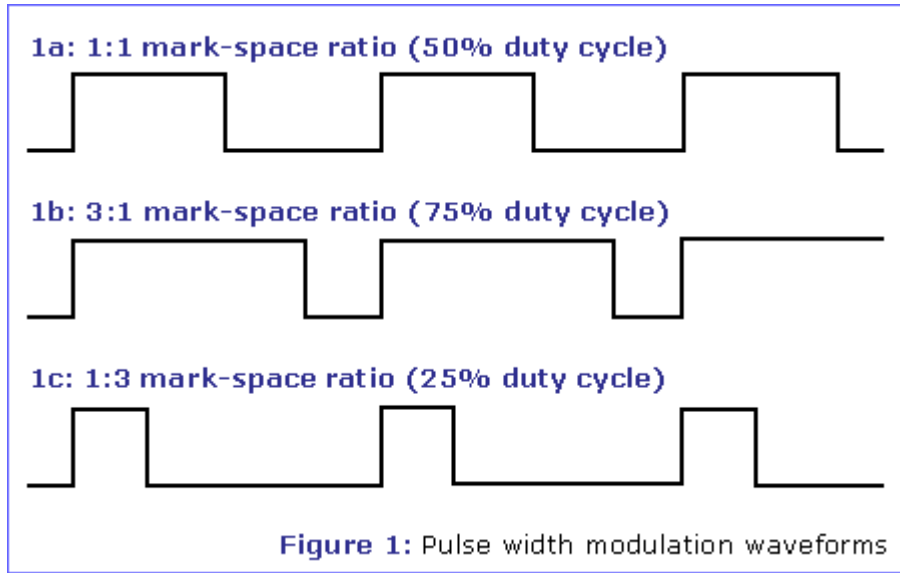 1a: 1:1 mark-space ratio (50% duty cycle)
1b: 3:1 mark-space ratio (75% duty cycle)
1c: 1:3 mark-space ratio (25% duty cycle)
Figure 1: Pulse width modulation waveforms